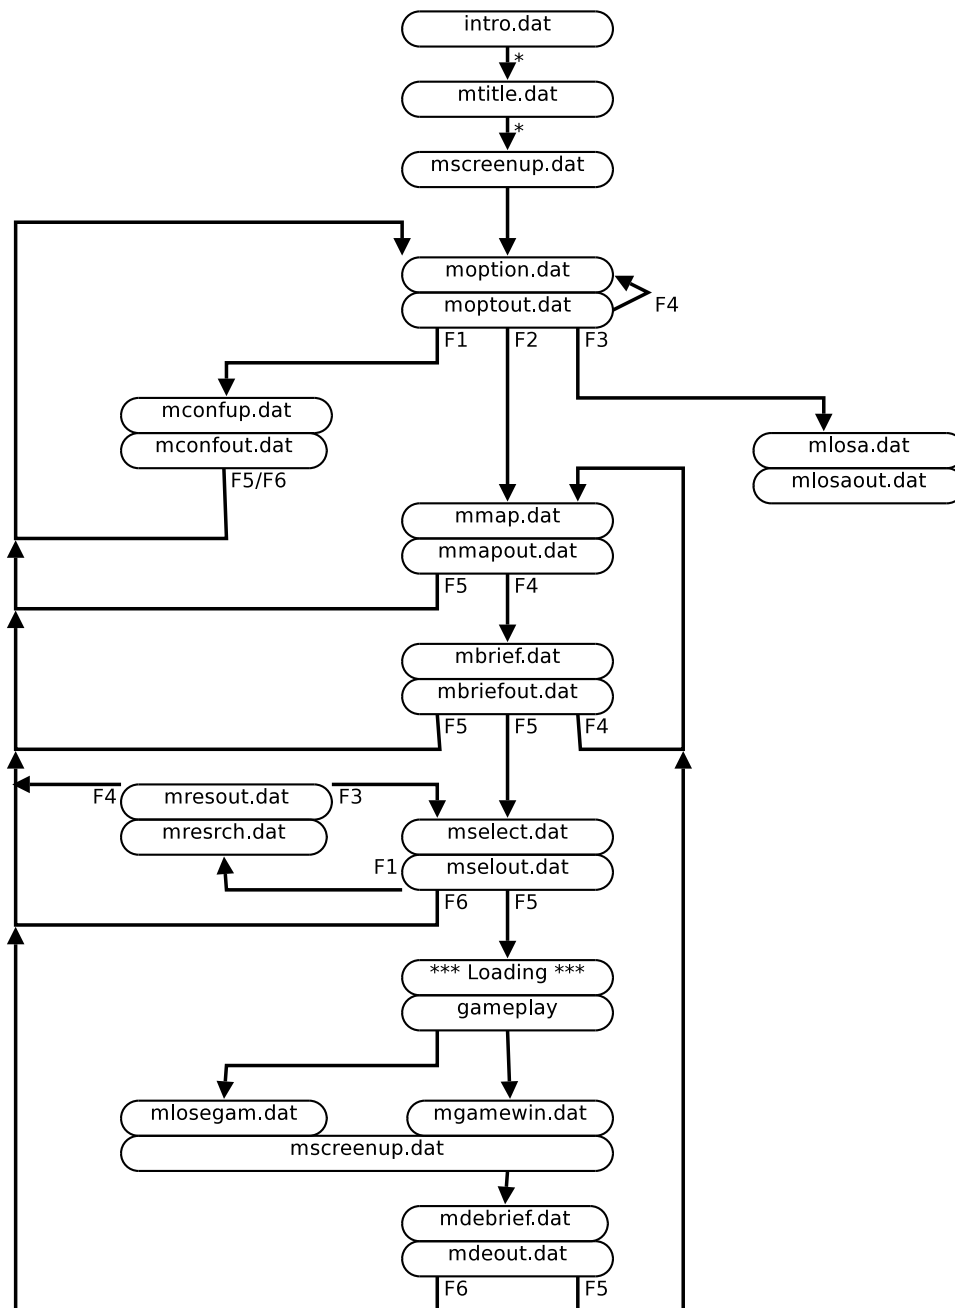 intro.dat
*
mtitle.dat
*
mscreenup.dat
moption.dat
moptout.dat
F4
F1
F2
F3
mconfup.dat
mconfout.dat
F5/F6
mlosa.dat
mlosaout.dat
mmap.dat
mmapout.dat
F5
F4
mbrief.dat
mbriefout.dat
F5
F5
F4
F4
mresout.dat
F3
mresrch.dat
mselect.dat
F1
mselout.dat
F6
F5
*** Loading ***
gameplay
mlosegam.dat
mgamewin.dat
mscreenup.dat
mdebrief.dat
mdeout.dat
F6
F5